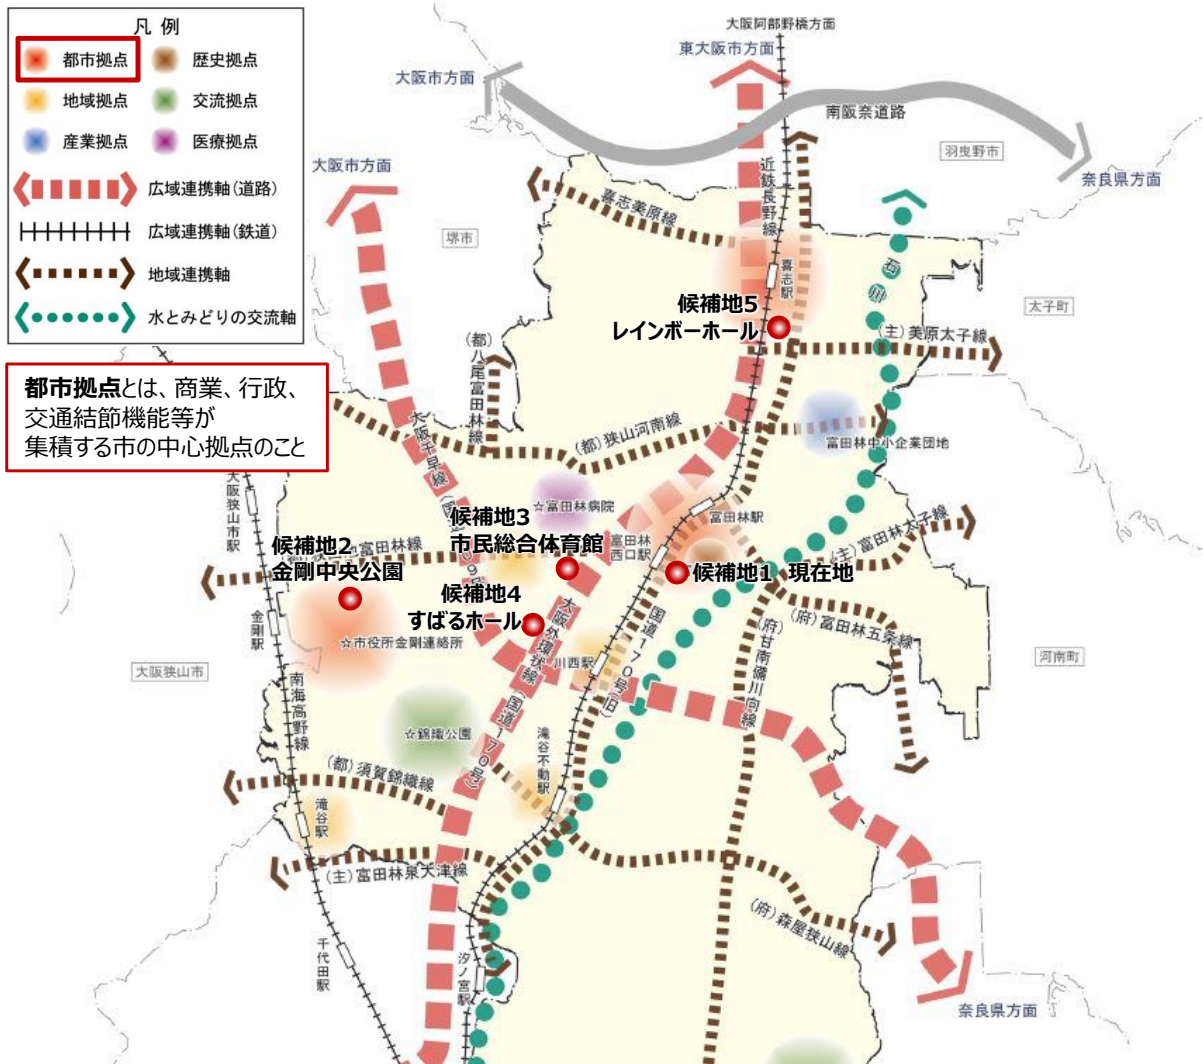 凡 例
都市拠点
歴史拠点
地域拠点
交流拠点
産業拠点
医療拠点
広域連携軸(道路)
広域連携軸(鉄道)
地域連携軸
水とみどりの交流軸
都市拠点とは、商業、行政、
交通結節機能等が
集積する市の中心拠点のこと
大阪阿部野橋方面
東大阪市方面
大阪市方面
南阪奈道路
羽曳野市
奈良県方面
大阪市方面
近鉄長野線
喜志美原線
堺市
喜志駅
石川
候補地5
レインボーホール
太子町
(主)美原太子線
(都)八尾富田林線
大阪千早線
(都)狭山河南線
富田林中小企業団地
大阪狭山市駅
☆富田林病院
富田林駅
候補地3
市民総合体育館
富田林
西口駅
(主)富田林太子線
候補地2
金剛中央公園
富田林線
候補地1 現在地
候補地4
すばるホール
大阪外環状線(国道170号)
国道170号(旧)
(府)甘南備川向線
(府)富田林五条線
金剛駅
☆市役所金剛連絡所
川西駅
河南町
大阪狭山市
南海高野線
☆錦織公園
滝谷不動駅
(都)須賀錦織線
滝谷駅
(主)富田林泉大津線
(府)森屋狭山線
千代田駅
汐ノ宮駅
奈良県方面